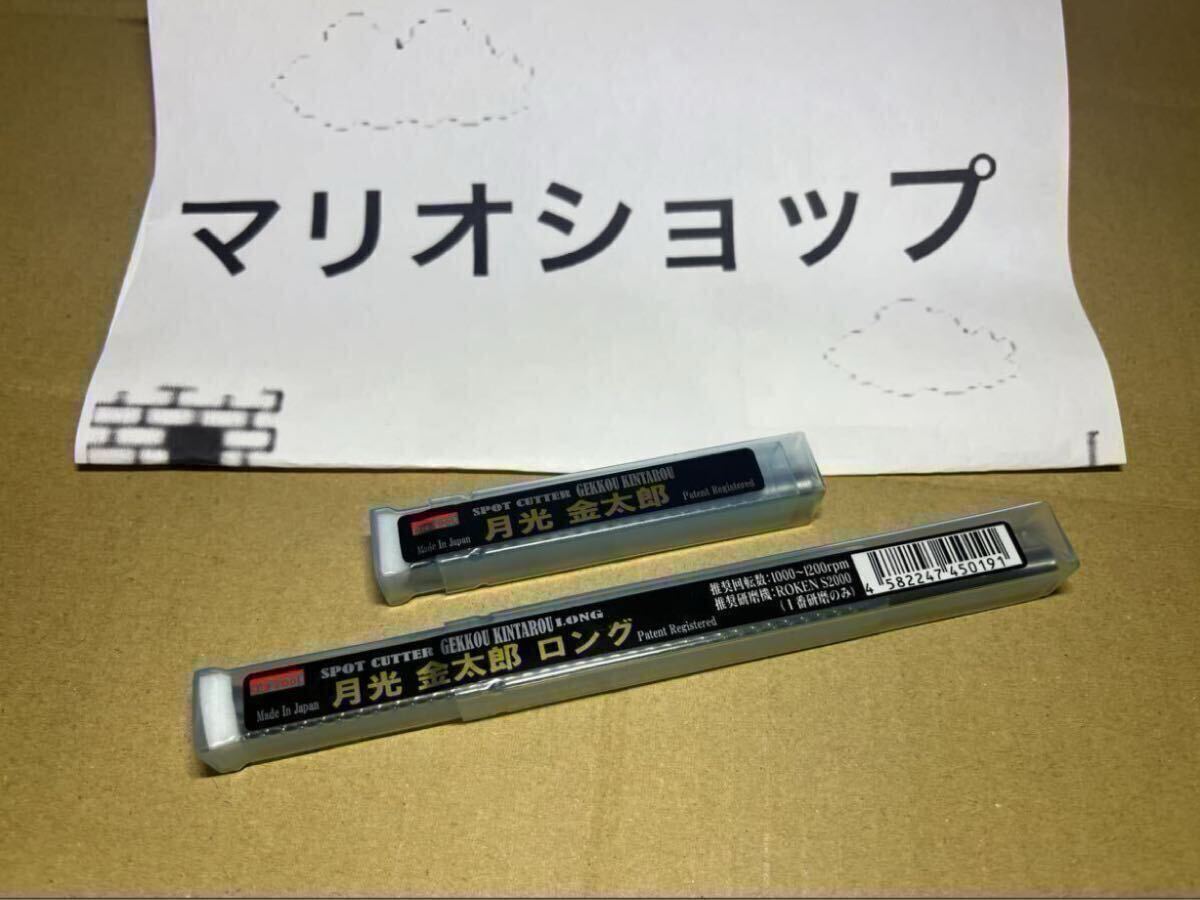 マリオショップ
SPOT CUTTER GEKKOU KINTAROU
月光 金太郎
Made In Japan
Patent Registered
SPOT CUTTER GEKKOU KINTAROU LONG
月光 金太郎 ロング
Made In Japan
Patent Registered
推奨回転数：1000～1200rpm
推奨研磨機：ROKEN S2000
（1番研磨のみ）
4 582247 450191